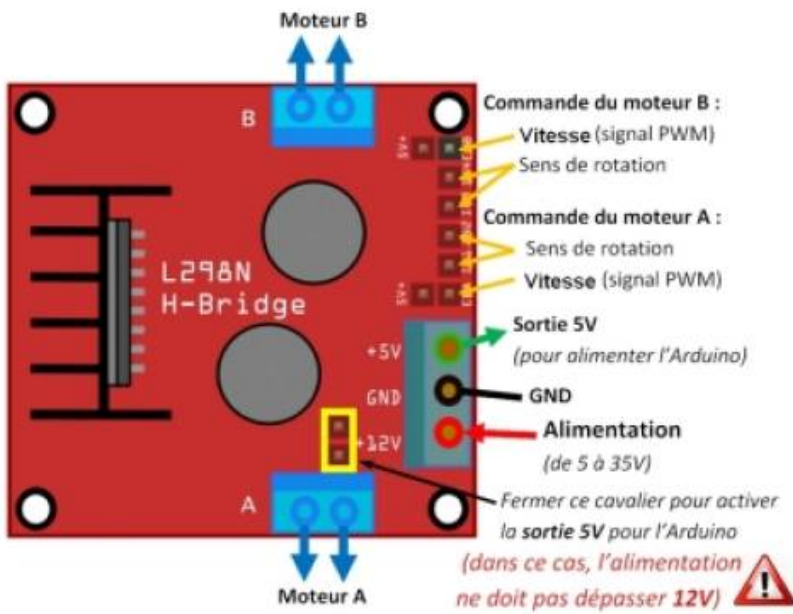 Moteur B
B
Commande du moteur B :
Vitesse (signal PWM)
Sens de rotation
Commande du moteur A :
Sens de rotation
Vitesse (signal PWM)
5V+
5V+
L298N
H-Bridge
+5V
GND
+12V
Sortie 5V
(pour alimenter l'Arduino)
GND
Alimentation
(de 5 à 35V)
A
Fermer ce cavalier pour activer
la sortie 5V pour l'Arduino
(dans ce cas, l'alimentation
ne doit pas dépasser 12V)
!
Moteur A